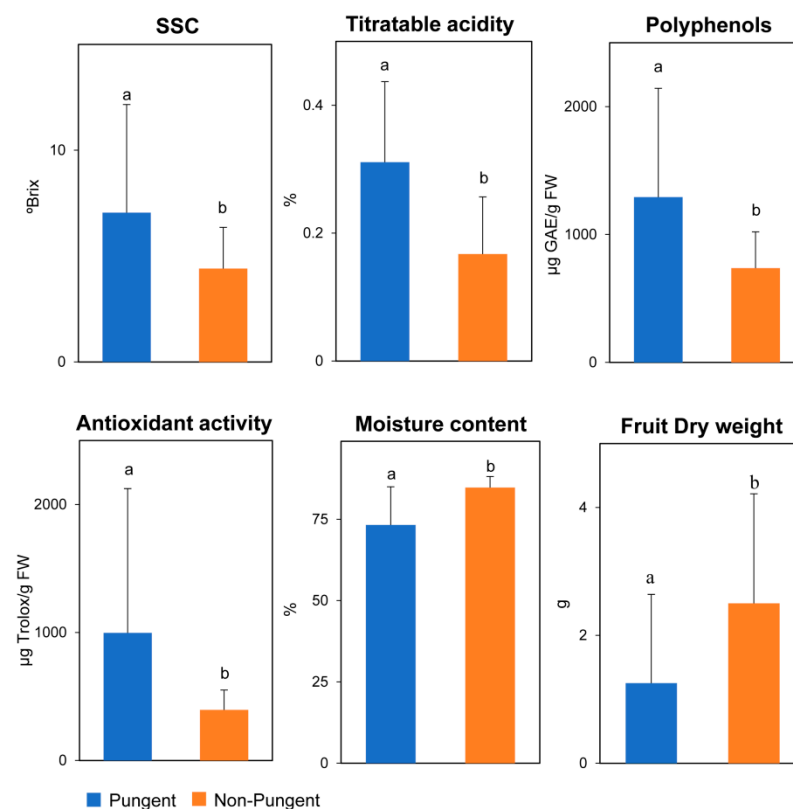 SSC
a
b
10
0
ºBrix
Titratable acidity
a
b
0.4
0.2
0
%
Polyphenols
a
b
2000
1000
0
µg GAE/g FW
Antioxidant activity
a
b
2000
1000
0
µg Trolox/g FW
Moisture content
a
b
75
50
25
0
%
Fruit Dry weight
a
b
4
2
0
g
Pungent Non-Pungent